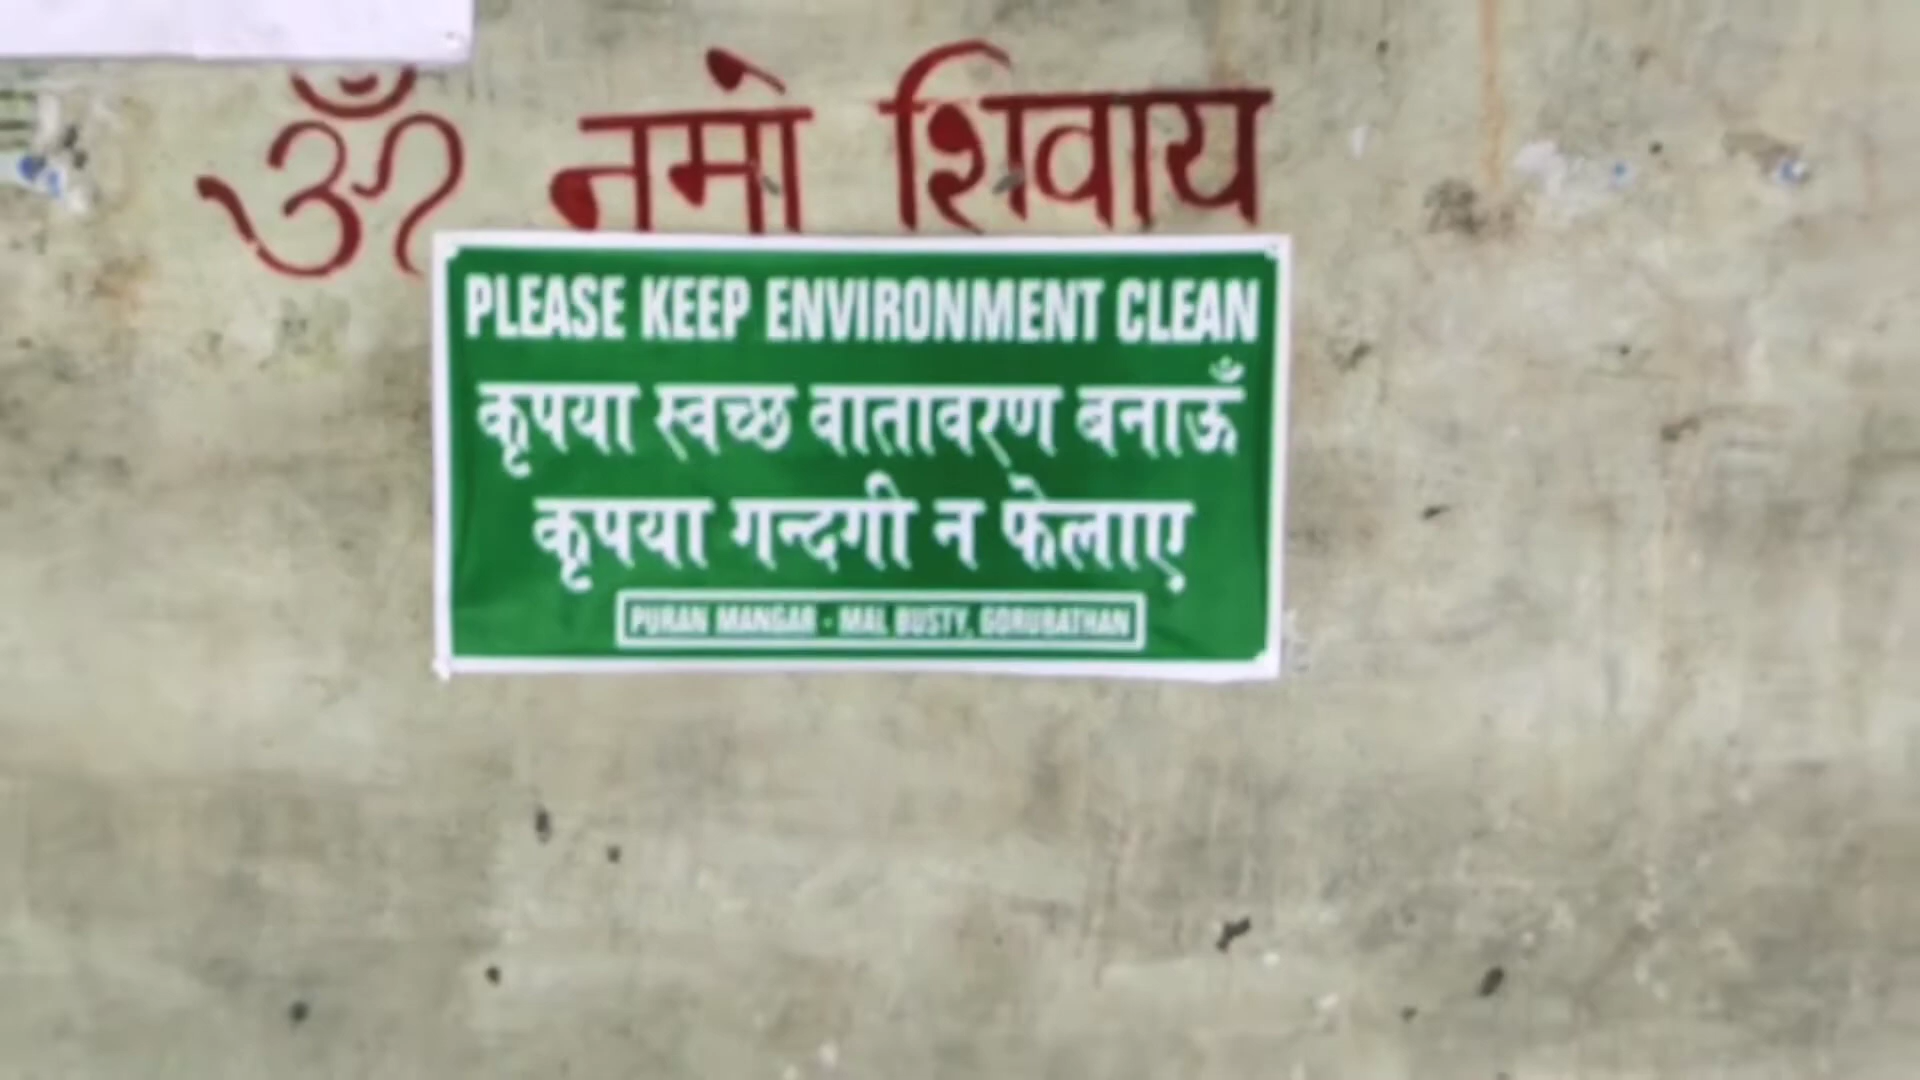 ॐ नमो शिवाय
PLEASE KEEP ENVIRONMENT CLEAN
कृपया स्वच्छ वातावरण बनाऊँ
कृपया गन्दगी न फेलाए
PURAN MANGAR - MAL BUSTY, GORUBATHAN